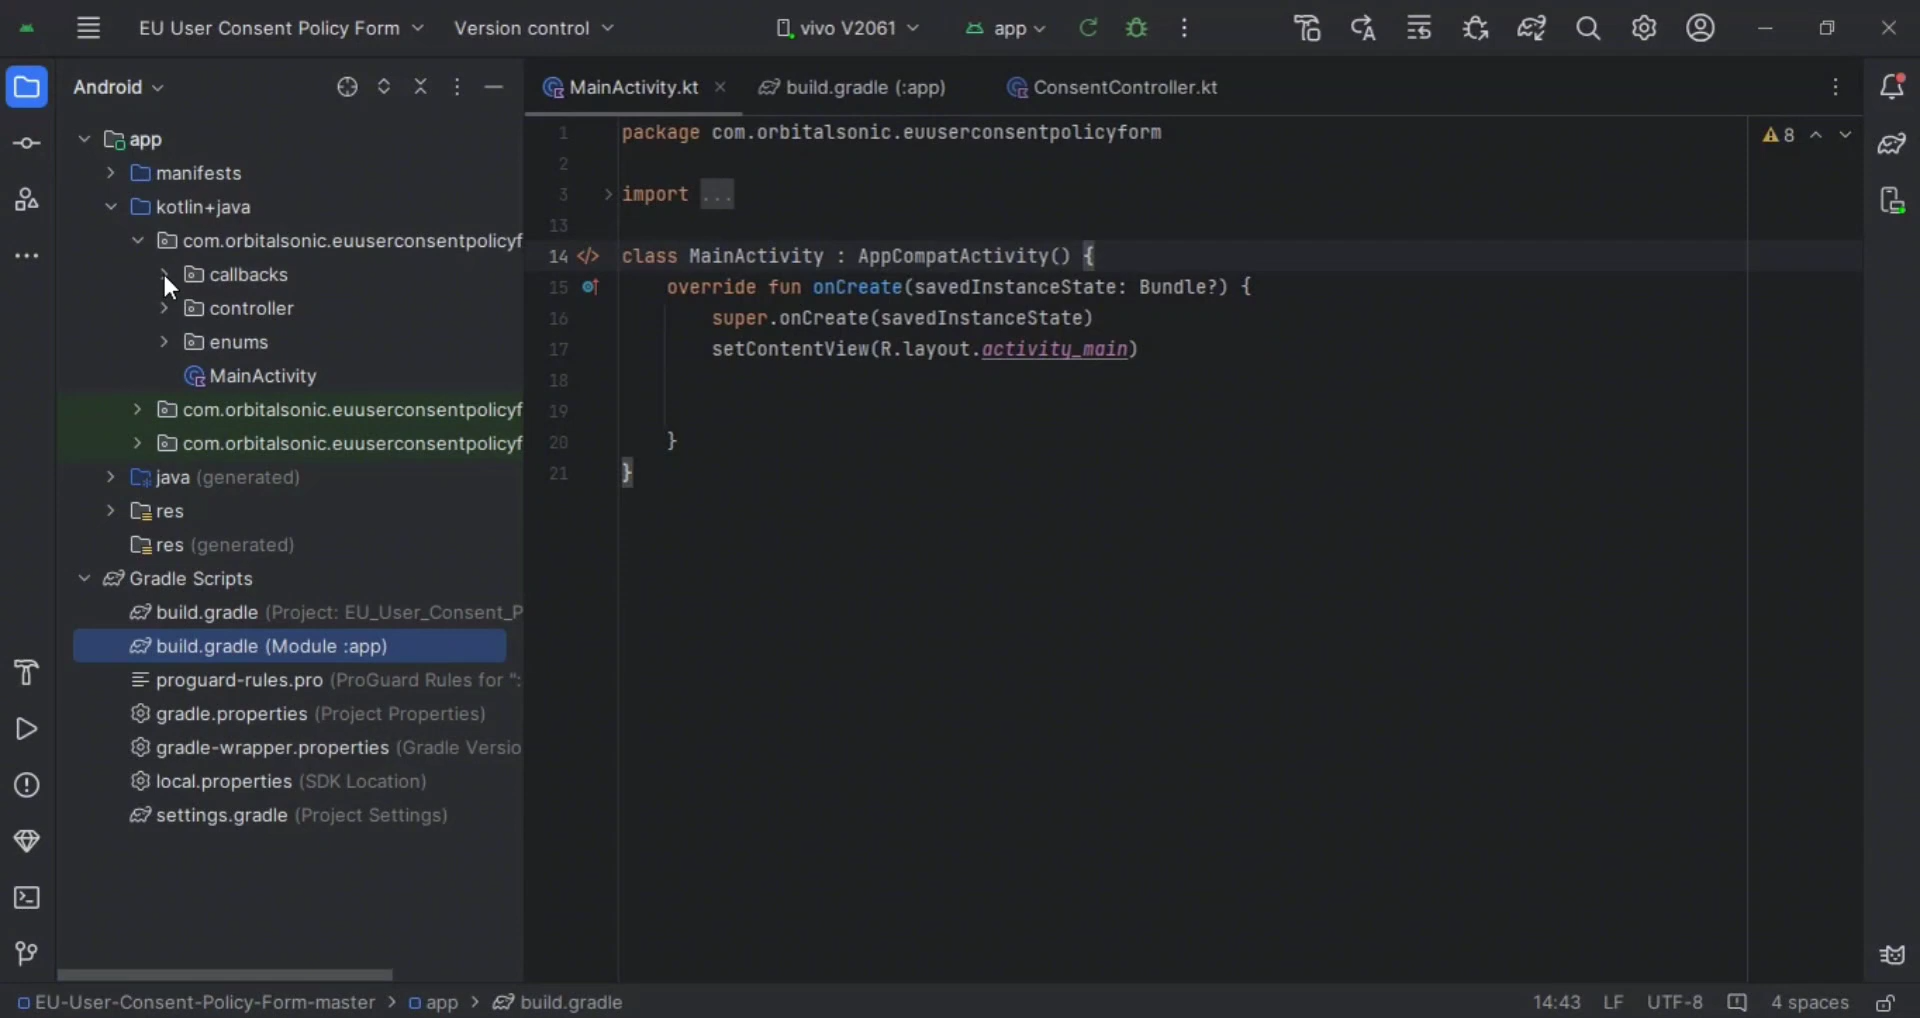 EU User Consent Policy Form
Version control
vivo V2061
app
Android
MainActivity.kt
build.gradle (:app)
ConsentController.kt
app
manifests
kotlin+java
com.orbitalsonic.euuserconsentpolicyf
callbacks
controller
enums
MainActivity
com.orbitalsonic.euuserconsentpolicyf
com.orbitalsonic.euuserconsentpolicyf
java (generated)
res
res (generated)
Gradle Scripts
build.gradle (Project: EU_User_Consent_P
build.gradle (Module :app)
proguard-rules.pro (ProGuard Rules for ":
gradle.properties (Project Properties)
gradle-wrapper.properties (Gradle Versio
local.properties (SDK Location)
settings.gradle (Project Settings)
1 package com.orbitalsonic.euuserconsentpolicyform
2
3 import ...
13
14 class MainActivity : AppCompatActivity() {
15 override fun onCreate(savedInstanceState: Bundle?) {
16 super.onCreate(savedInstanceState)
17 setContentView(R.layout.activity_main)
18
19
20 }
21 }
8
EU-User-Consent-Policy-Form-master > app > build.gradle
14:43 LF UTF-8 4 spaces